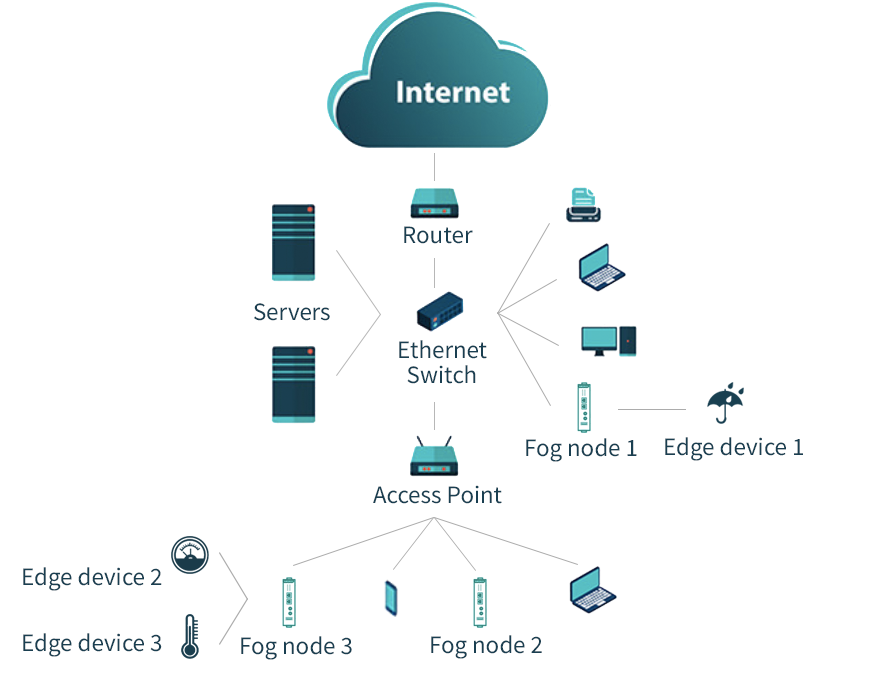 Internet
Router
Servers
Ethernet
Switch
Fog node 1
Edge device 1
Access Point
Edge device 2
Edge device 3
Fog node 3
Fog node 2